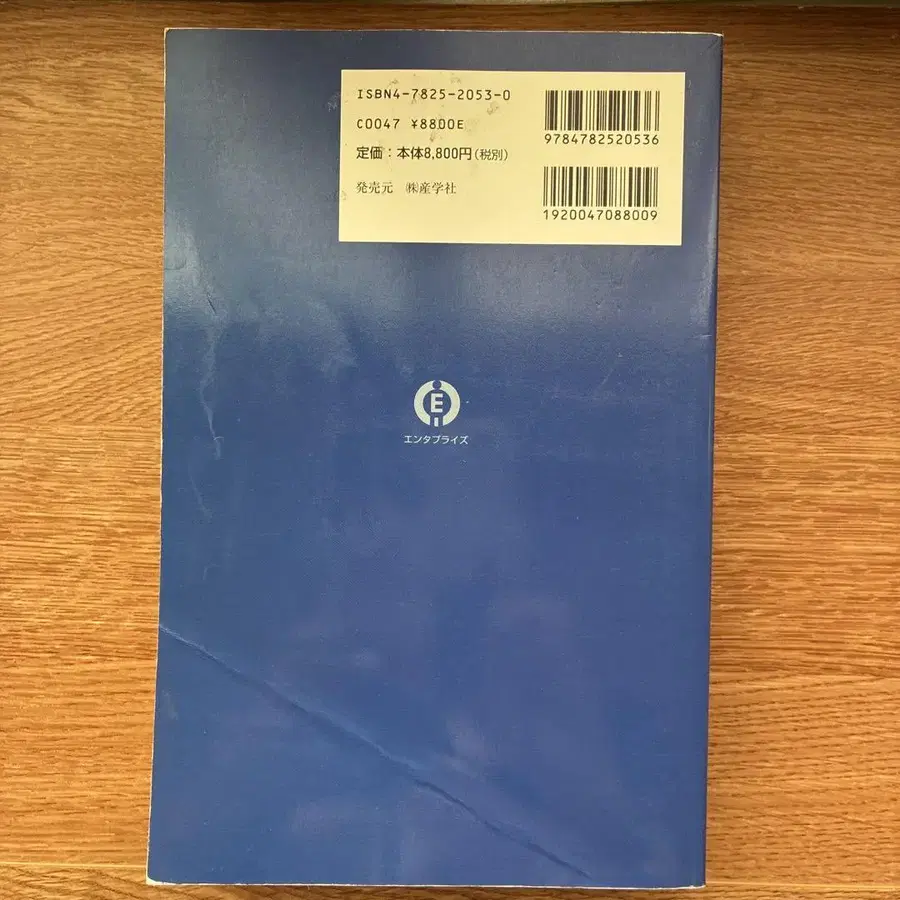 ISBN4-7825-2053-0
C0047 ¥8800E
定価：本体8,800円(税別)
発売元 ㈱産学社
9784782520536
1920047088009
E
エンタプライズ